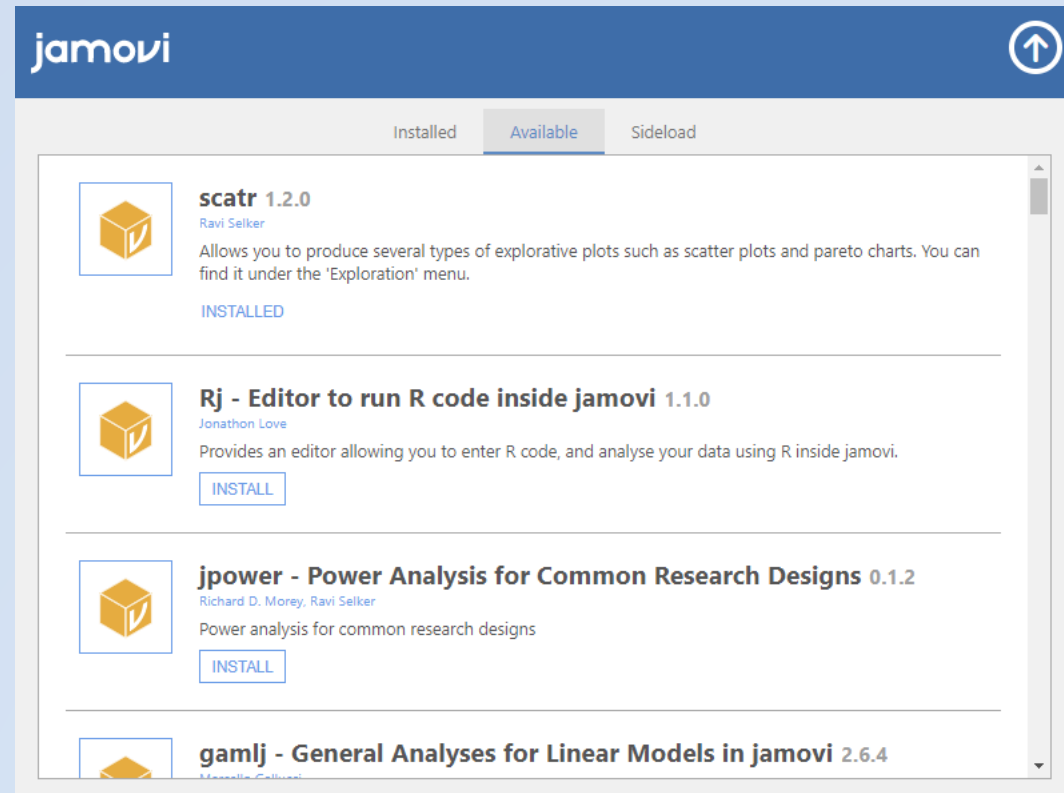 jamovi
Installed Available Sideload
scatr 1.2.0
Ravi Selker
Allows you to produce several types of explorative plots such as scatter plots and pareto charts. You can
find it under the 'Exploration' menu.
INSTALLED
Rj - Editor to run R code inside jamovi 1.1.0
Jonathon Love
Provides an editor allowing you to enter R code, and analyse your data using R inside jamovi.
INSTALL
jpower - Power Analysis for Common Research Designs 0.1.2
Richard D. Morey, Ravi Selker
Power analysis for common research designs
INSTALL
gamlj - General Analyses for Linear Models in jamovi 2.6.4